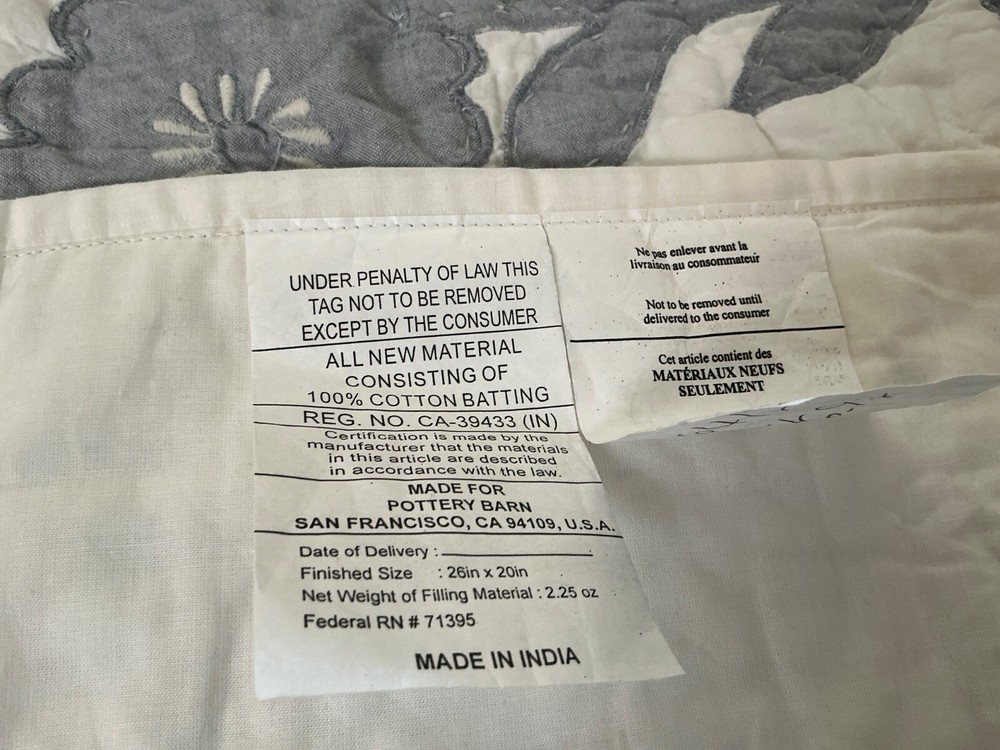 UNDER PENALTY OF LAW THIS
TAG NOT TO BE REMOVED
EXCEPT BY THE CONSUMER
ALL NEW MATERIAL
CONSISTING OF
100% COTTON BATTING
REG. NO. CA-39433 (IN)
Certification is made by the
manufacturer that the materials
in this article are described
in accordance with the law.
MADE FOR
POTTERY BARN
SAN FRANCISCO, CA 94109, U.S.A.
Date of Delivery :
Finished Size : 26in x 20in
Net Weight of Filling Material : 2.25 oz
Federal RN # 71395
MADE IN INDIA
Ne pas enlever avant la
livraison au consommateur
Not to be removed until
delivered to the consumer
Cet article contient des
MATÉRIAUX NEUFS
SEULEMENT